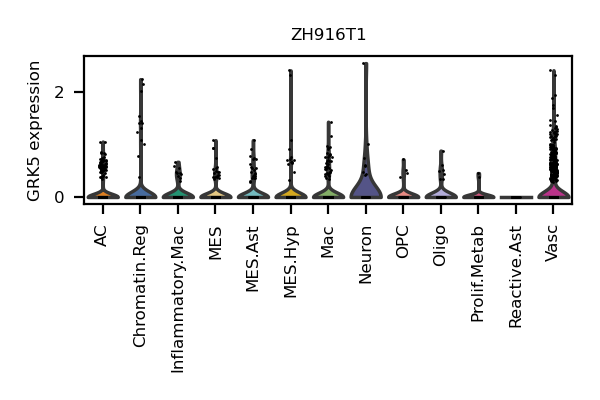 ZH916T1
GRK5 expression
2
0
AC
Chromatin.Reg
Inflammatory.Mac
MES
MES.Ast
MES.Hyp
Mac
Neuron
OPC
Oligo
Prolif.Metab
Reactive.Ast
Vasc